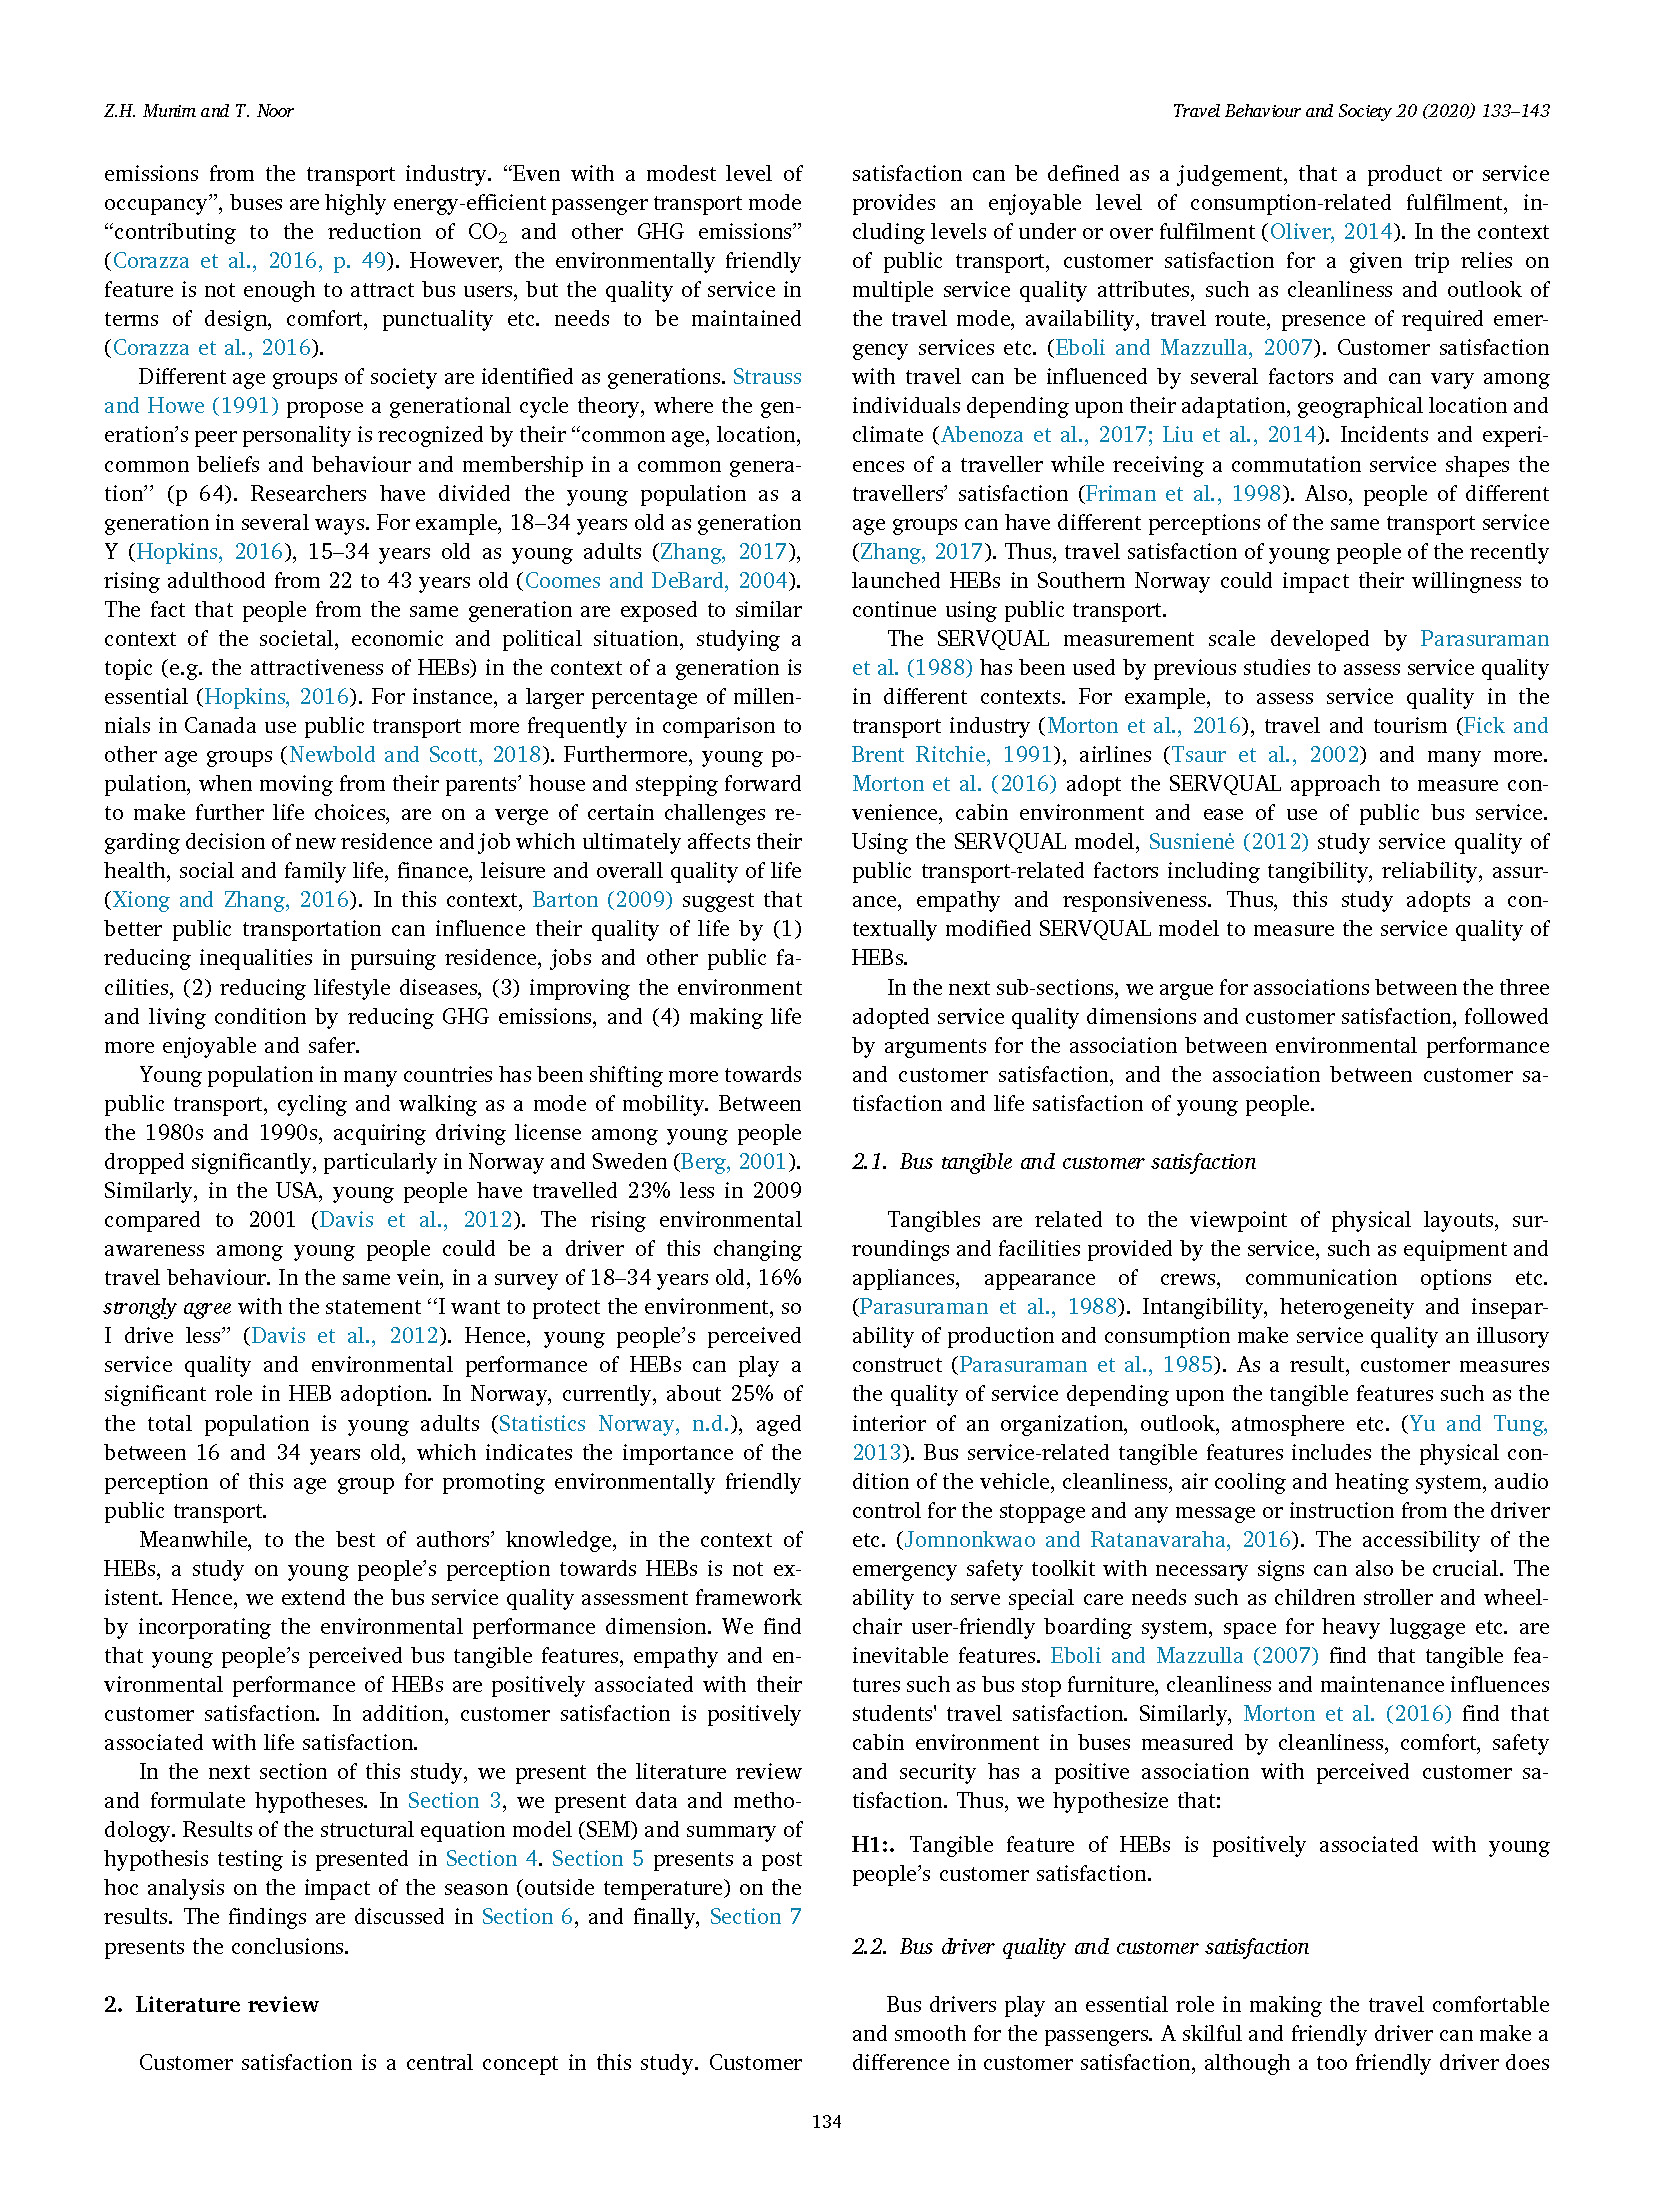 Z.H. Munim and T. Noor
Travel Behaviour and Society 20 (2020) 133–143
emissions from the transport industry. “Even with a modest level of
occupancy”, buses are highly energy-efficient passenger transport mode
“contributing to the reduction of CO2 and other GHG emissions”
(Corazza et al., 2016, p. 49). However, the environmentally friendly
feature is not enough to attract bus users, but the quality of service in
terms of design, comfort, punctuality etc. needs to be maintained
(Corazza et al., 2016).
Different age groups of society are identified as generations. Strauss
and Howe (1991) propose a generational cycle theory, where the gen-
eration’s peer personality is recognized by their “common age, location,
common beliefs and behaviour and membership in a common genera-
tion’’ (p 64). Researchers have divided the young population as a
generation in several ways. For example, 18–34 years old as generation
Y (Hopkins, 2016), 15–34 years old as young adults (Zhang, 2017),
rising adulthood from 22 to 43 years old (Coomes and DeBard, 2004).
The fact that people from the same generation are exposed to similar
context of the societal, economic and political situation, studying a
topic (e.g. the attractiveness of HEBs) in the context of a generation is
essential (Hopkins, 2016). For instance, a larger percentage of millen-
nials in Canada use public transport more frequently in comparison to
other age groups (Newbold and Scott, 2018). Furthermore, young po-
pulation, when moving from their parents’ house and stepping forward
to make further life choices, are on a verge of certain challenges re-
garding decision of new residence and job which ultimately affects their
health, social and family life, finance, leisure and overall quality of life
(Xiong and Zhang, 2016). In this context, Barton (2009) suggest that
better public transportation can influence their quality of life by (1)
reducing inequalities in pursuing residence, jobs and other public fa-
cilities, (2) reducing lifestyle diseases, (3) improving the environment
and living condition by reducing GHG emissions, and (4) making life
more enjoyable and safer.
Young population in many countries has been shifting more towards
public transport, cycling and walking as a mode of mobility. Between
the 1980s and 1990s, acquiring driving license among young people
dropped significantly, particularly in Norway and Sweden (Berg, 2001).
Similarly, in the USA, young people have travelled 23% less in 2009
compared to 2001 (Davis et al., 2012). The rising environmental
awareness among young people could be a driver of this changing
travel behaviour. In the same vein, in a survey of 18–34 years old, 16%
strongly agree with the statement ‘‘I want to protect the environment, so
I drive less” (Davis et al., 2012). Hence, young people’s perceived
service quality and environmental performance of HEBs can play a
significant role in HEB adoption. In Norway, currently, about 25% of
the total population is young adults (Statistics Norway, n.d.), aged
between 16 and 34 years old, which indicates the importance of the
perception of this age group for promoting environmentally friendly
public transport.
Meanwhile, to the best of authors’ knowledge, in the context of
HEBs, a study on young people’s perception towards HEBs is not ex-
istent. Hence, we extend the bus service quality assessment framework
by incorporating the environmental performance dimension. We find
that young people’s perceived bus tangible features, empathy and en-
vironmental performance of HEBs are positively associated with their
customer satisfaction. In addition, customer satisfaction is positively
associated with life satisfaction.
In the next section of this study, we present the literature review
and formulate hypotheses. In Section 3, we present data and metho-
dology. Results of the structural equation model (SEM) and summary of
hypothesis testing is presented in Section 4. Section 5 presents a post
hoc analysis on the impact of the season (outside temperature) on the
results. The findings are discussed in Section 6, and finally, Section 7
presents the conclusions.
2. Literature review
Customer satisfaction is a central concept in this study. Customer
satisfaction can be defined as a judgement, that a product or service
provides an enjoyable level of consumption-related fulfilment, in-
cluding levels of under or over fulfilment (Oliver, 2014). In the context
of public transport, customer satisfaction for a given trip relies on
multiple service quality attributes, such as cleanliness and outlook of
the travel mode, availability, travel route, presence of required emer-
gency services etc. (Eboli and Mazzulla, 2007). Customer satisfaction
with travel can be influenced by several factors and can vary among
individuals depending upon their adaptation, geographical location and
climate (Abenoza et al., 2017; Liu et al., 2014). Incidents and experi-
ences of a traveller while receiving a commutation service shapes the
travellers’ satisfaction (Friman et al., 1998). Also, people of different
age groups can have different perceptions of the same transport service
(Zhang, 2017). Thus, travel satisfaction of young people of the recently
launched HEBs in Southern Norway could impact their willingness to
continue using public transport.
The SERVQUAL measurement scale developed by Parasuraman
et al. (1988) has been used by previous studies to assess service quality
in different contexts. For example, to assess service quality in the
transport industry (Morton et al., 2016), travel and tourism (Fick and
Brent Ritchie, 1991), airlines (Tsaur et al., 2002) and many more.
Morton et al. (2016) adopt the SERVQUAL approach to measure con-
venience, cabin environment and ease of use of public bus service.
Using the SERVQUAL model, Susnienė (2012) study service quality of
public transport-related factors including tangibility, reliability, assur-
ance, empathy and responsiveness. Thus, this study adopts a con-
textually modified SERVQUAL model to measure the service quality of
HEBs.
In the next sub-sections, we argue for associations between the three
adopted service quality dimensions and customer satisfaction, followed
by arguments for the association between environmental performance
and customer satisfaction, and the association between customer sa-
tisfaction and life satisfaction of young people.
2.1. Bus tangible and customer satisfaction
Tangibles are related to the viewpoint of physical layouts, sur-
roundings and facilities provided by the service, such as equipment and
appliances, appearance of crews, communication options etc.
(Parasuraman et al., 1988). Intangibility, heterogeneity and insepar-
ability of production and consumption make service quality an illusory
construct (Parasuraman et al., 1985). As a result, customer measures
the quality of service depending upon the tangible features such as the
interior of an organization, outlook, atmosphere etc. (Yu and Tung,
2013). Bus service-related tangible features includes the physical con-
dition of the vehicle, cleanliness, air cooling and heating system, audio
control for the stoppage and any message or instruction from the driver
etc. (Jomnonkwao and Ratanavaraha, 2016). The accessibility of the
emergency safety toolkit with necessary signs can also be crucial. The
ability to serve special care needs such as children stroller and wheel-
chair user-friendly boarding system, space for heavy luggage etc. are
inevitable features. Eboli and Mazzulla (2007) find that tangible fea-
tures such as bus stop furniture, cleanliness and maintenance influences
students' travel satisfaction. Similarly, Morton et al. (2016) find that
cabin environment in buses measured by cleanliness, comfort, safety
and security has a positive association with perceived customer sa-
tisfaction. Thus, we hypothesize that:
H1:. Tangible feature of HEBs is positively associated with young
people’s customer satisfaction.
2.2. Bus driver quality and customer satisfaction
Bus drivers play an essential role in making the travel comfortable
and smooth for the passengers. A skilful and friendly driver can make a
difference in customer satisfaction, although a too friendly driver does
134